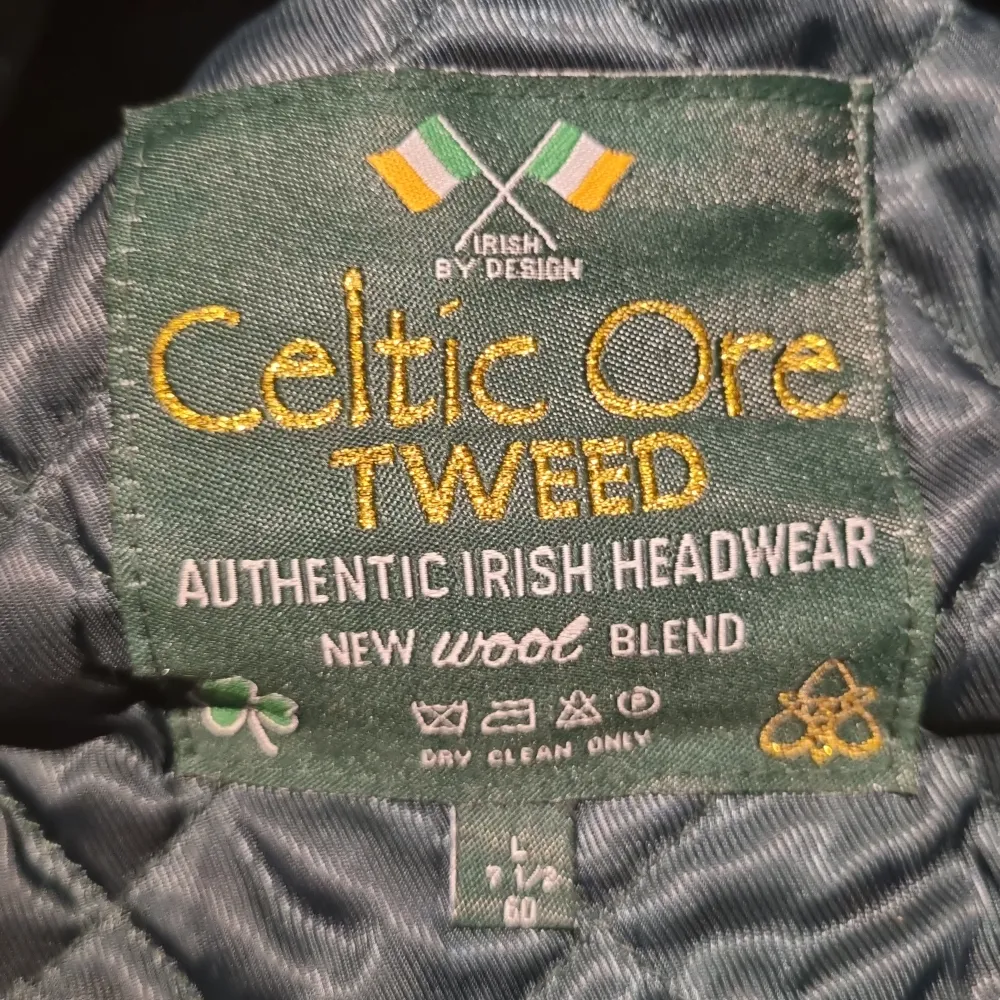 IRISH
BY DESIGN
Celtic Ore
TWEED
AUTHENTIC IRISH HEADWEAR
NEW wool BLEND
P
DRY CLEAN ONLY
L
7 1/2
60